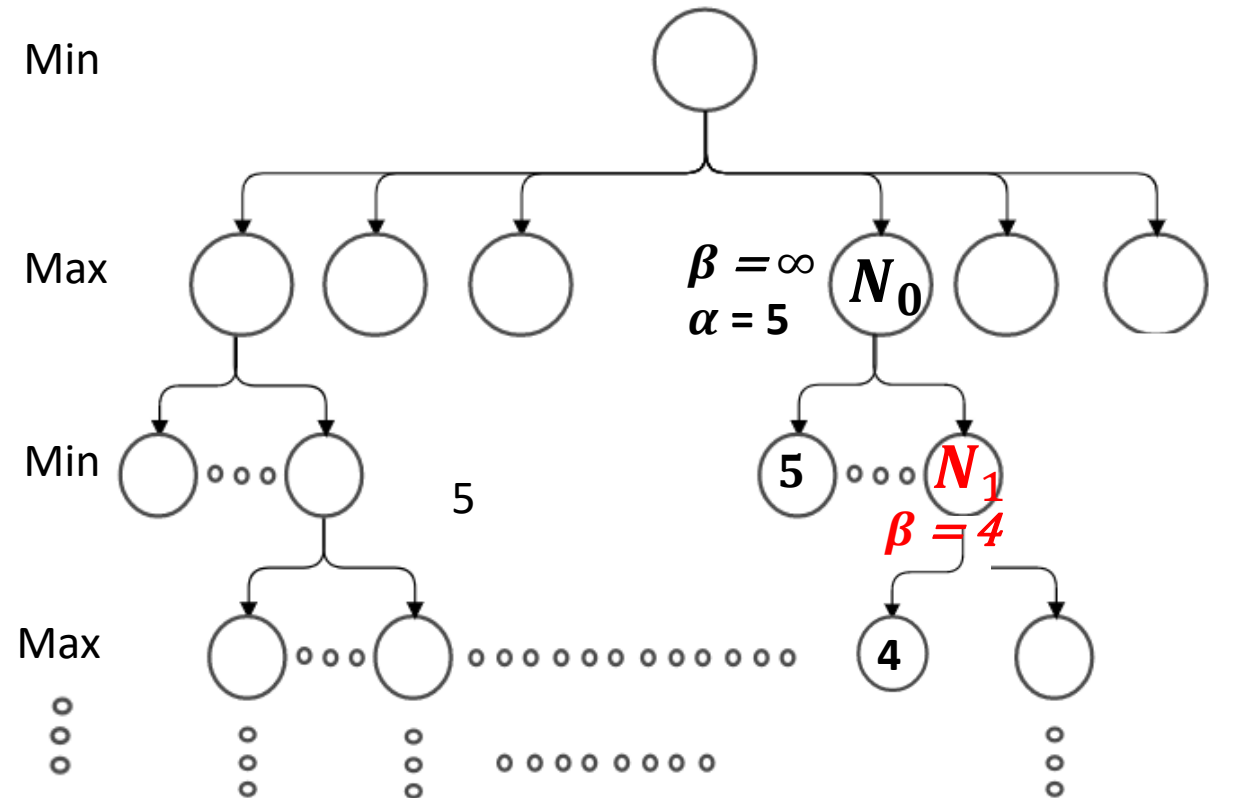 Min
Max
β = ∞
α = 5
N₀
Min
5
5
N₁
β = 4
Max
4